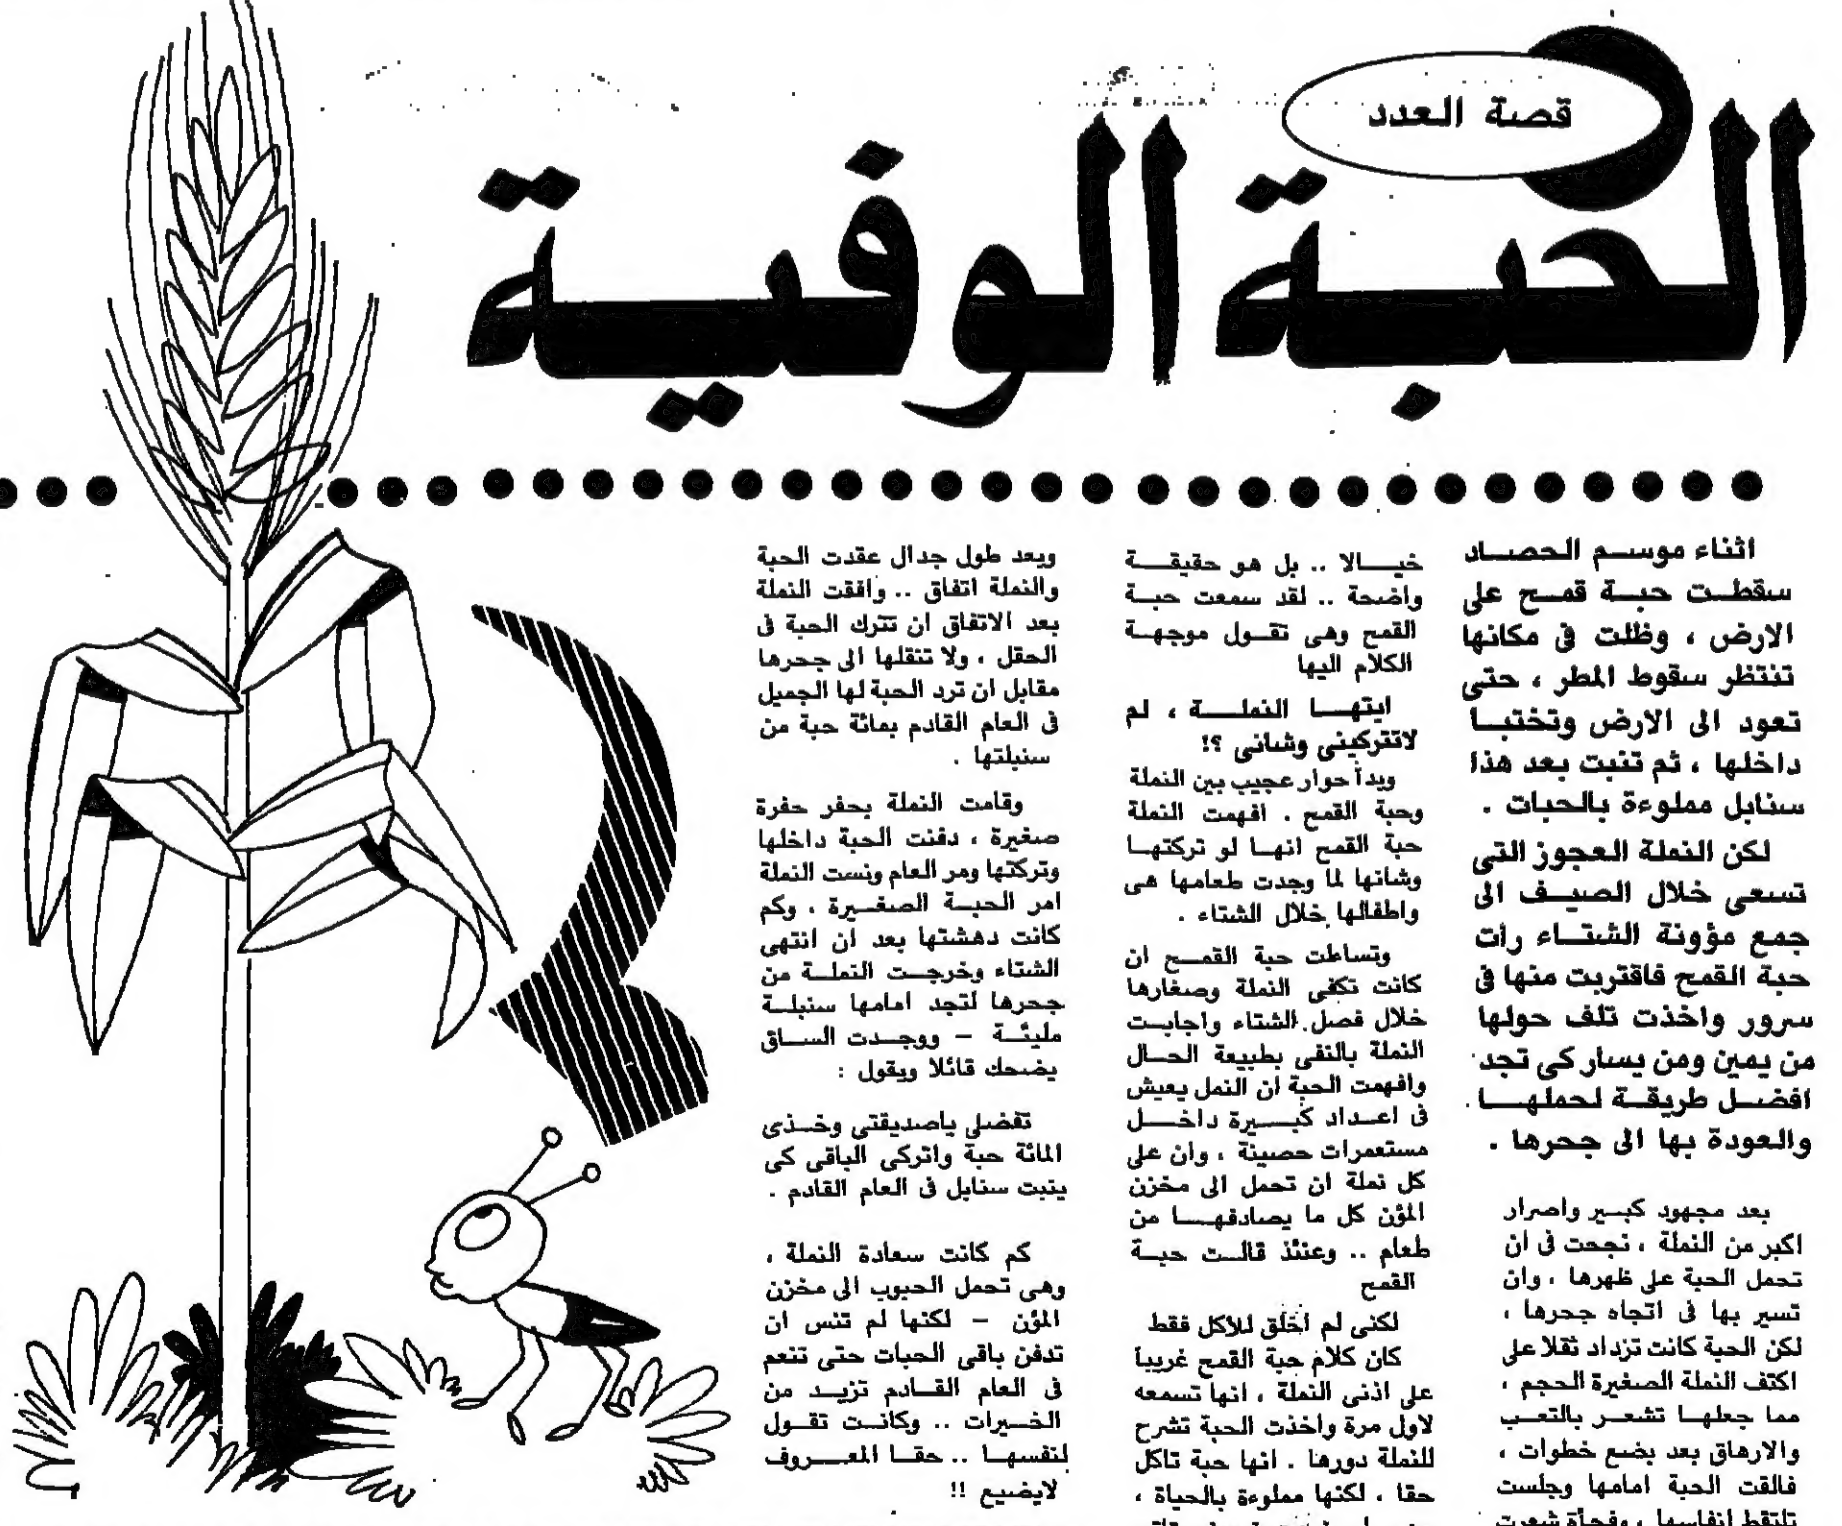 قصة العدد
الحبة الوفية
اثناء موسم الحصاد
سقطت حبة قمح على
الارض ، وظلت فى مكانها
تنتظر سقوط المطر ، حتى
تعود الى الارض وتختبأ
داخلها ، ثم تنبت بعد هذا
سنابل مملوءة بالحبات .
لكن النملة العجوز التى
تسعى خلال الصيف الى
جمع مؤونة الشتاء رأت
حبة القمح فاقتربت منها فى
سرور واخذت تلف حولها
من يمين ومن يسار كى تجد
افضل طريقة لحملها
والعودة بها الى جحرها .
بعد مجهود كبير واصرار
اكبر من النملة ، نجحت فى ان
تحمل الحبة على ظهرها ، وان
تسير بها فى اتجاه جحرها ،
لكن الحبة كانت تزداد ثقلا على
اكتف النملة الصغيرة الحجم ،
مما جعلها تشعر بالتعب
والارهاق بعد بضع خطوات ،
فالقت الحبة امامها وجلست
تلتقط انفاسها ، وفجأة شعرت
خيالا .. بل هو حقيقة
واضحة .. لقد سمعت حبة
القمح وهى تقول موجهة
الكلام اليها
ايتها النملة ، لم
لاتتركينى وشأنى ؟!
وبدأ حوار عجيب بين النملة
وحبة القمح . افهمت النملة
حبة القمح انها لو تركتها
وشأنها لما وجدت طعامها هى
واطفالها خلال الشتاء .
وتساءلت حبة القمح ان
كانت تكفى النملة وصغارها
خلال فصل الشتاء واجابت
النملة بالنفى بطبيعة الحال
وافهمت الحبة ان النمل يعيش
فى اعداد كبيرة داخل
مستعمرات حصينة ، وان على
كل نملة ان تحمل الى مخزن
المؤن كل ما يصادفها من
طعام .. وعنئذ قالت حبة
القمح
لكنى لم اخلق للاكل فقط
كان كلام حبة القمح غريبا
على اذنى النملة ، انها تسمعه
لاول مرة واخذت الحبة تشرح
للنملة دورها . انها حبة تاكل
حقا ، لكنها مملوءة بالحياة ،
وبعد طول جدال عقدت الحبة
والنملة اتفاق .. وافقت النملة
بعد الاتفاق ان تترك الحبة فى
الحقل ، ولا تنقلها الى جحرها
مقابل ان ترد الحبة لها الجميل
فى العام القادم بمائة حبة من
سنبلتها .
وقامت النملة بحفر حفرة
صغيرة ، دفنت الحبة داخلها
وتركتها ومر العام ونست النملة
امر الحبة الصغيرة ، وكم
كانت دهشتها بعد ان انتهى
الشتاء وخرجت النملة من
جحرها لتجد امامها سنبلة
مليئة – ووجدت الساق
يضحك قائلا ويقول :
تفضلى ياصديقتى وخذى
المائة حبة واتركى الباقى كى
ينبت سنابل فى العام القادم .
كم كانت سعادة النملة ،
وهى تحمل الحبوب الى مخزن
المؤن – لكنها لم تنس ان
تدفن باقى الحبات حتى تنعم
فى العام القادم تزيد من
الخيرات .. وكانت تقول
لنفسها .. حقا المعروف
لايضيع !!